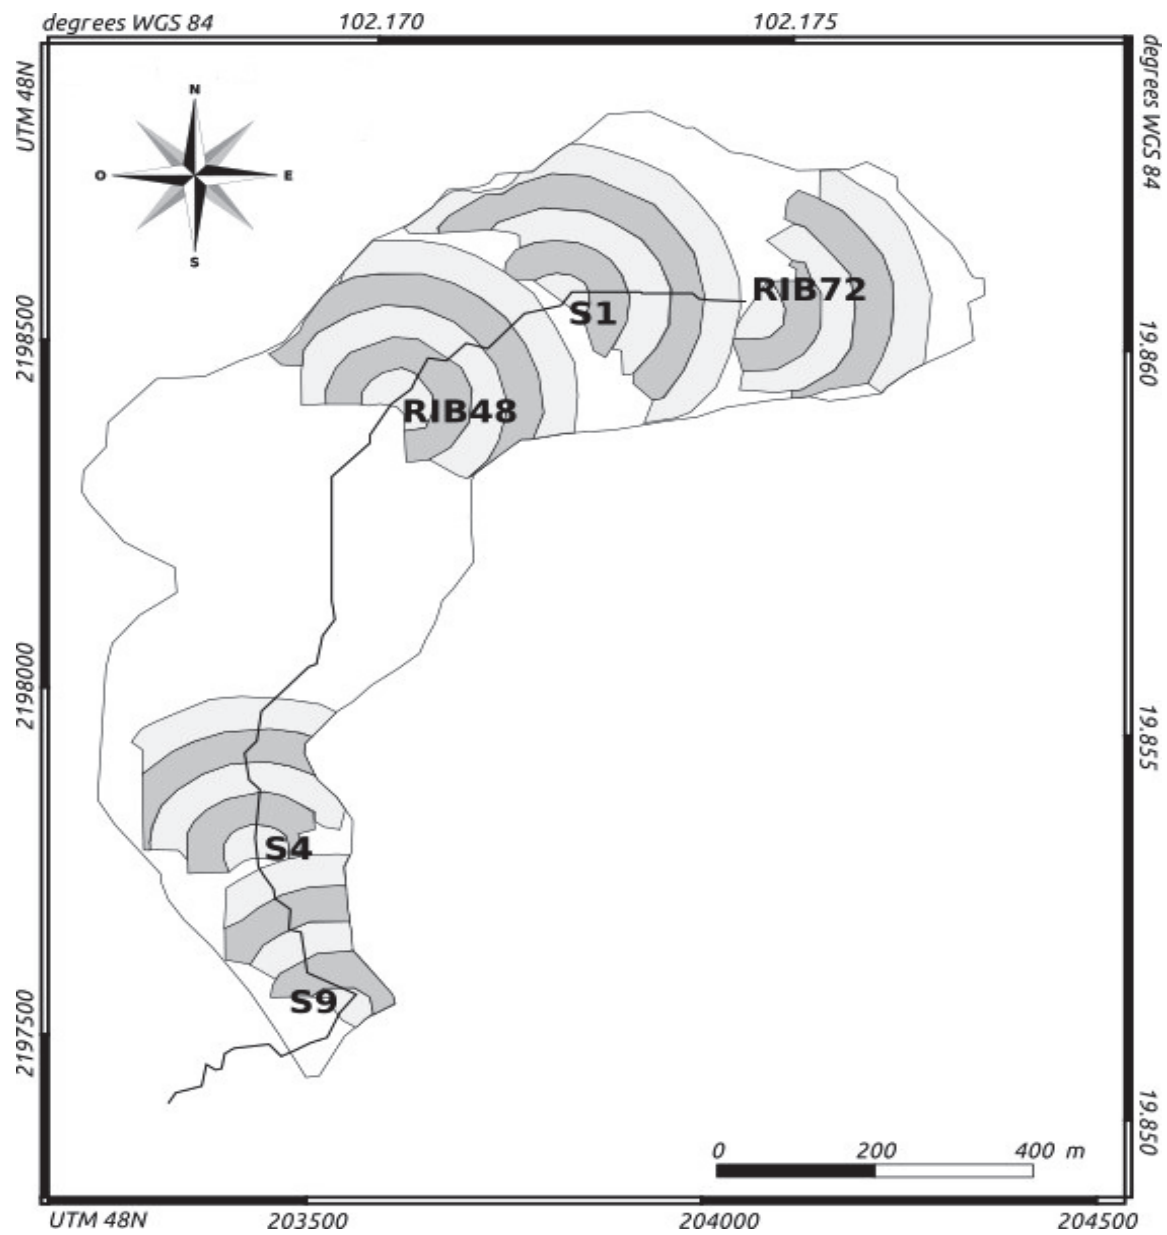 degrees WGS 84
102.170
102.175
UTM 48N
degrees WGS 84
N
O
E
S
2198500
19.860
RIB72
S1
RIB48
2198000
19.855
S4
S9
2197500
19.850
0 200 400 m
UTM 48N
203500
204000
204500